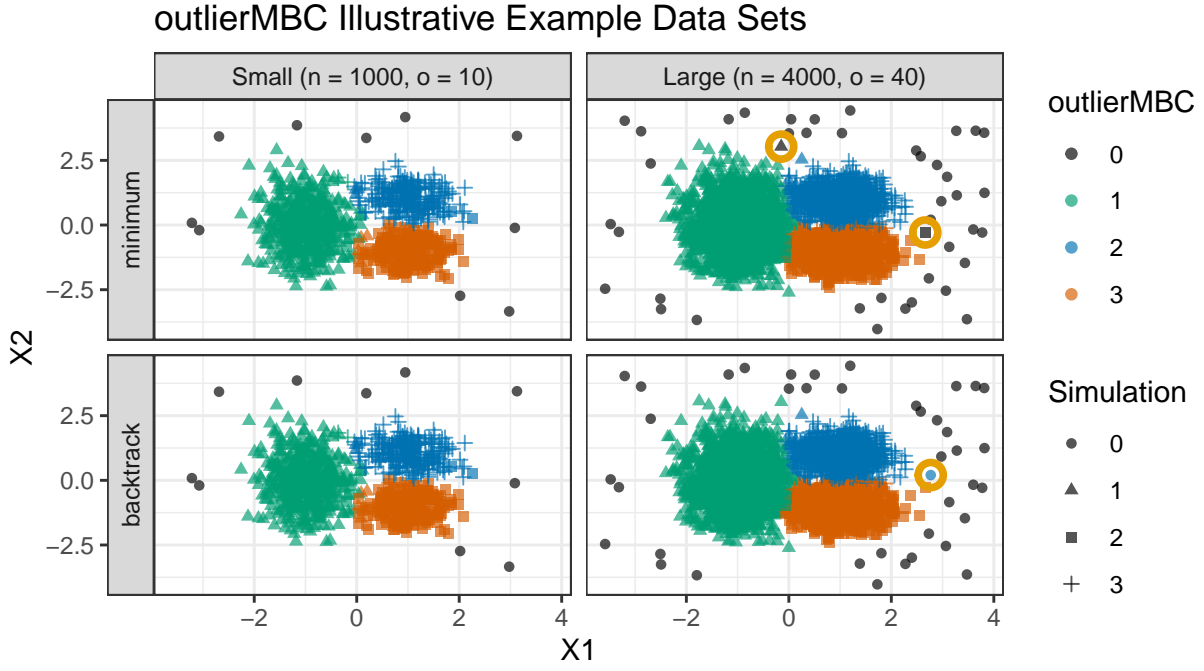 outlierMBC Illustrative Example Data Sets
Small (n = 1000, o = 10)
Large (n = 4000, o = 40)
minimum
backtrack
2.5
0.0
−2.5
2.5
0.0
−2.5
X2
−2
0
2
4
−2
0
2
4
X1
outlierMBC
0
1
2
3
Simulation
0
1
2
3